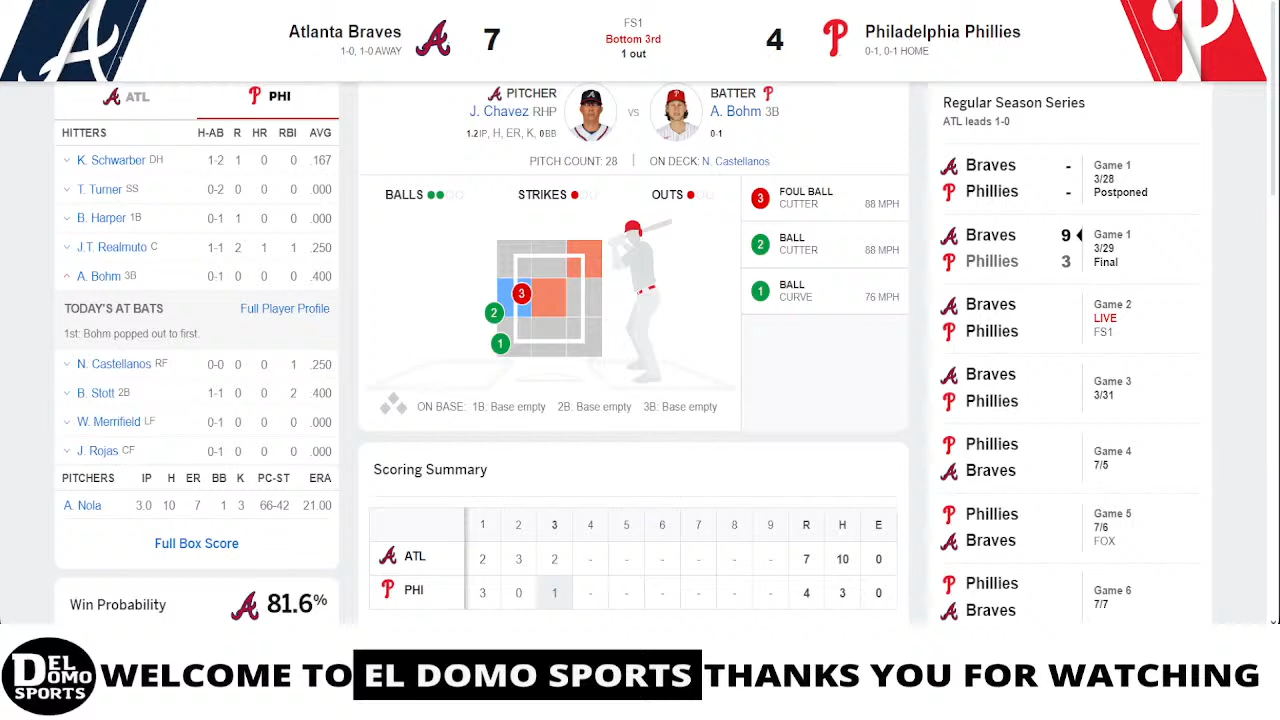 Atlanta Braves
1-0, 1-0 AWAY
7
FS1
Bottom 3rd
1 out
4
Philadelphia Phillies
0-1, 0-1 HOME
ATL
PHI
HITTERS H-AB R HR RBI AVG
K. Schwarber DH 1-2 1 0 0 .167
T. Turner SS 0-2 0 0 0 .000
B. Harper 1B 0-1 1 0 0 .000
J.T. Realmuto C 1-1 2 1 1 .250
A. Bohm 3B 0-1 0 0 0 .400
TODAY'S AT BATS Full Player Profile
1st: Bohm popped out to first.
N. Castellanos RF 0-0 0 0 1 .250
B. Stott 2B 1-1 0 0 2 .400
W. Merrifield LF 0-1 0 0 0 .000
J. Rojas CF 0-1 0 0 0 .000
PITCHERS IP H ER BB K PC-ST ERA
A. Nola 3.0 10 7 1 3 66-42 21.00
Full Box Score
Win Probability 81.6%
PITCHER
J. Chavez RHP
1.2 IP, H, ER, K, 0 BB
vs
BATTER
A. Bohm 3B
0-1
PITCH COUNT: 28 ON DECK: N. Castellanos
BALLS STRIKES OUTS
3
2
1
3 FOUL BALL
CUTTER 88 MPH
2 BALL
CUTTER 88 MPH
1 BALL
CURVE 76 MPH
ON BASE: 1B: Base empty 2B: Base empty 3B: Base empty
Scoring Summary
1 2 3 4 5 6 7 8 9 R H E
ATL 2 3 2 - - - - - - 7 10 0
PHI 3 0 1 - - - - - - 4 3 0
Regular Season Series
ATL leads 1-0
Braves - Game 1
3/28
Phillies - Postponed
Braves 9 Game 1
3/29
Phillies 3 Final
Braves Game 2
LIVE
Phillies FS1
Braves Game 3
Phillies 3/31
Phillies Game 4
Braves 7/5
Phillies Game 5
7/6
Braves FOX
Phillies Game 6
Braves 7/7
DEL DOMO SPORTS
WELCOME TO EL DOMO SPORTS THANKS YOU FOR WATCHING